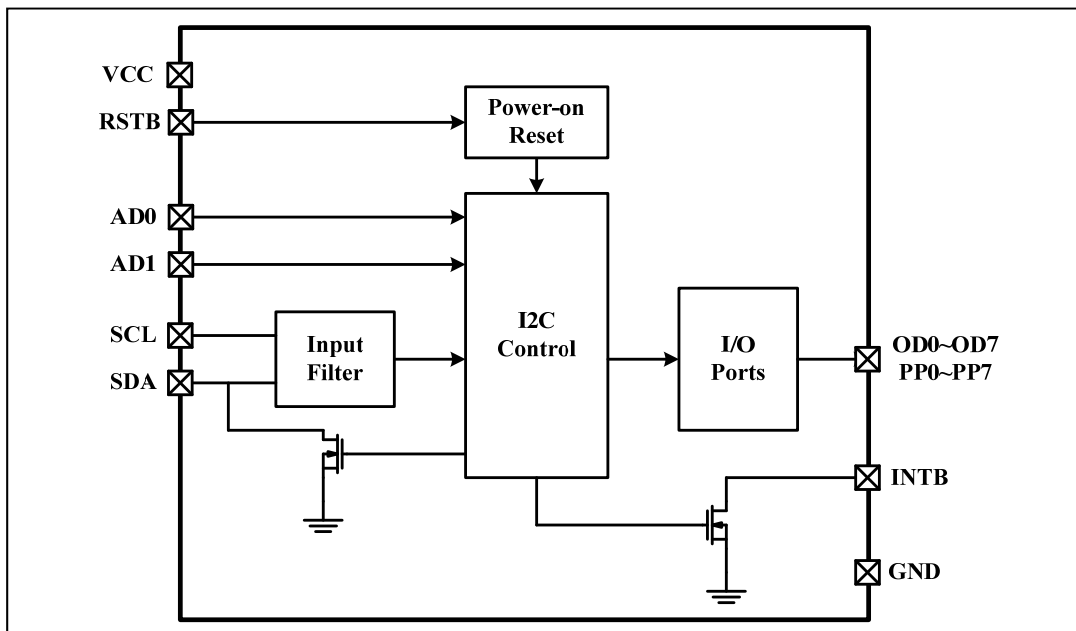 VCC
RSTB
Power-on
Reset
AD0
AD1
SCL
SDA
Input
Filter
I2C
Control
I/O
Ports
OD0~OD7
PP0~PP7
INTB
GND